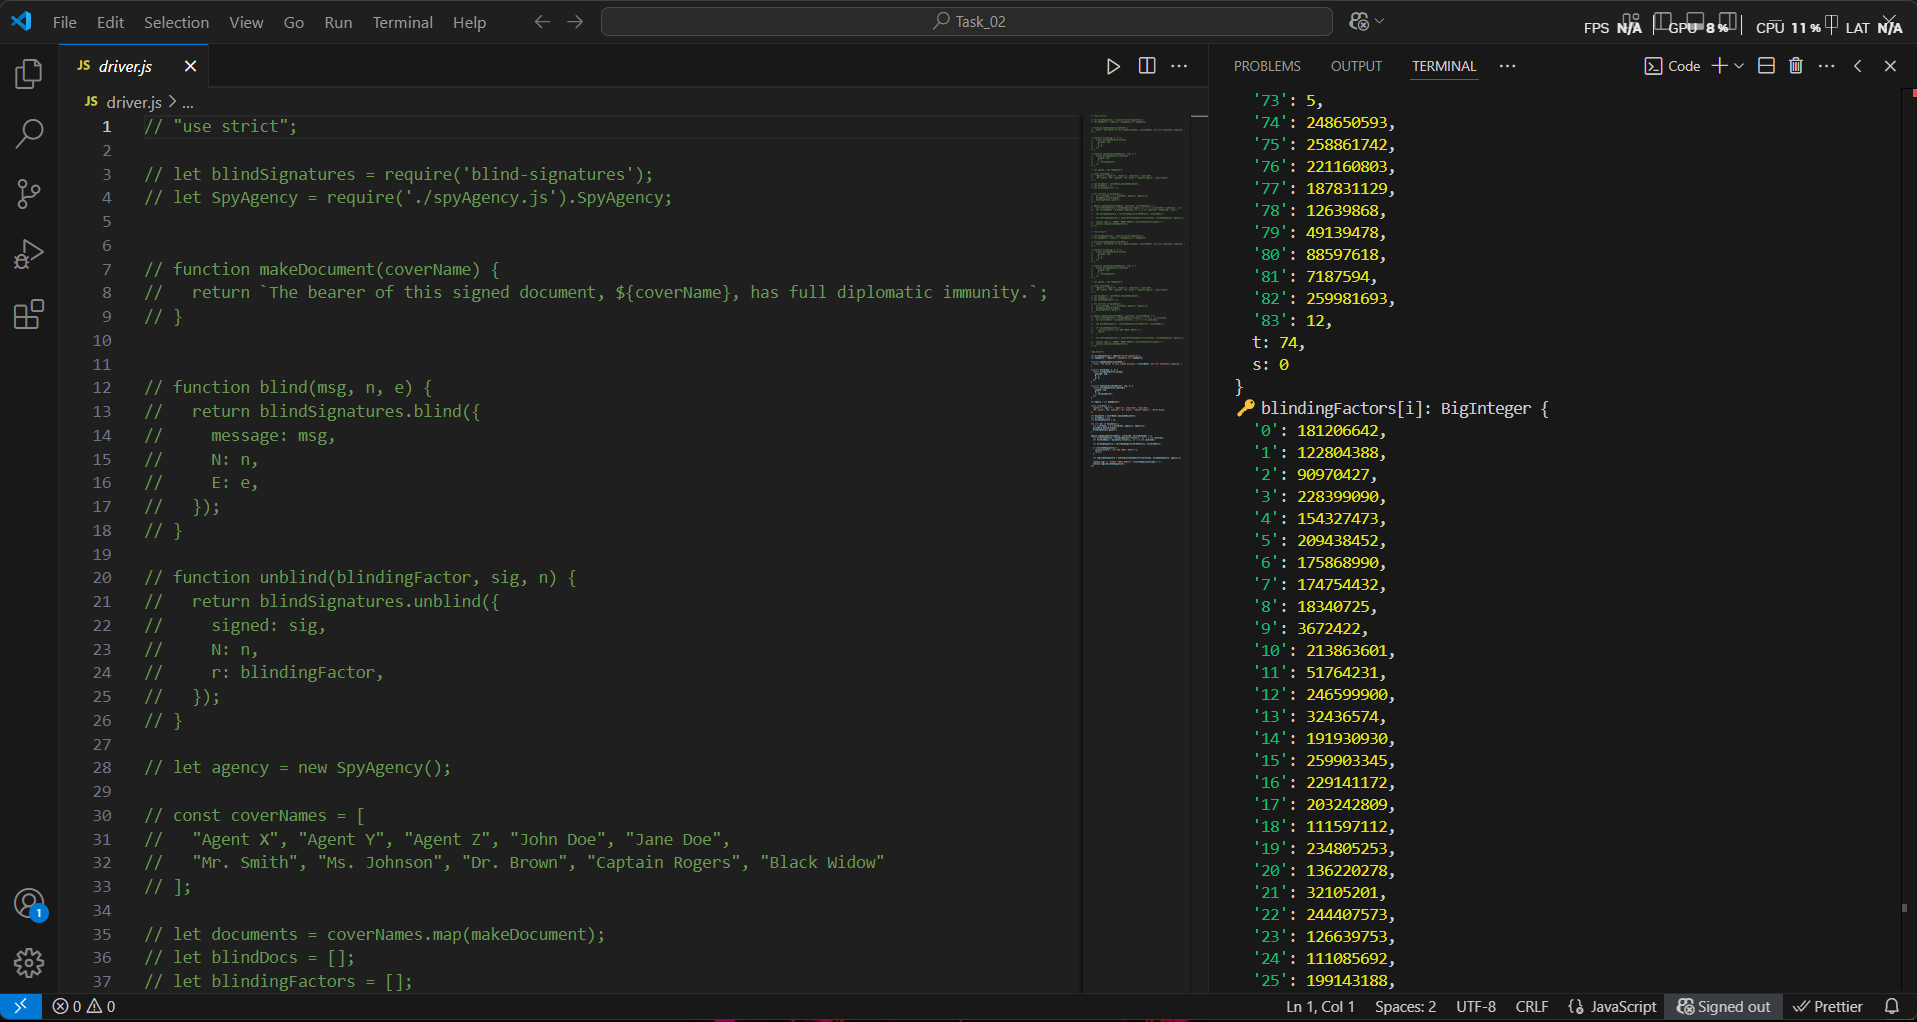 File Edit Selection View Go Run Terminal Help
Task_02
FPS N/A GPU 8% CPU 11% LAT N/A
JS driver.js
JS driver.js > ...
1 // "use strict";
2
3 // let blindSignatures = require('blind-signatures');
4 // let SpyAgency = require('./spyAgency.js').SpyAgency;
5
6
7 // function makeDocument(coverName) {
8 //   return `The bearer of this signed document, ${coverName}, has full diplomatic immunity.`;
9 // }
10
11
12 // function blind(msg, n, e) {
13 //   return blindSignatures.blind({
14 //     message: msg,
15 //     N: n,
16 //     E: e,
17 //   });
18 // }
19
20 // function unblind(blindingFactor, sig, n) {
21 //   return blindSignatures.unblind({
22 //     signed: sig,
23 //     N: n,
24 //     r: blindingFactor,
25 //   });
26 // }
27
28 // let agency = new SpyAgency();
29
30 // const coverNames = [
31 //   "Agent X", "Agent Y", "Agent Z", "John Doe", "Jane Doe",
32 //   "Mr. Smith", "Ms. Johnson", "Dr. Brown", "Captain Rogers", "Black Widow"
33 // ];
34
35 // let documents = coverNames.map(makeDocument);
36 // let blindDocs = [];
37 // let blindingFactors = [];
PROBLEMS OUTPUT TERMINAL ... Code
'73': 5,
'74': 248650593,
'75': 258861742,
'76': 221160803,
'77': 187831129,
'78': 12639868,
'79': 49139478,
'80': 88597618,
'81': 7187594,
'82': 259981693,
'83': 12,
t: 74,
s: 0
}
🔑 blindingFactors[i]: BigInteger {
'0': 181206642,
'1': 122804388,
'2': 90970427,
'3': 228399090,
'4': 154327473,
'5': 209438452,
'6': 175868990,
'7': 174754432,
'8': 18340725,
'9': 3672422,
'10': 213863601,
'11': 51764231,
'12': 246599900,
'13': 32436574,
'14': 191930930,
'15': 259903345,
'16': 229141172,
'17': 203242809,
'18': 111597112,
'19': 234805253,
'20': 136220278,
'21': 32105201,
'22': 244407573,
'23': 126639753,
'24': 111085692,
'25': 199143188,
1
0 0
Ln 1, Col 1 Spaces: 2 UTF-8 CRLF {} JavaScript Signed out Prettier